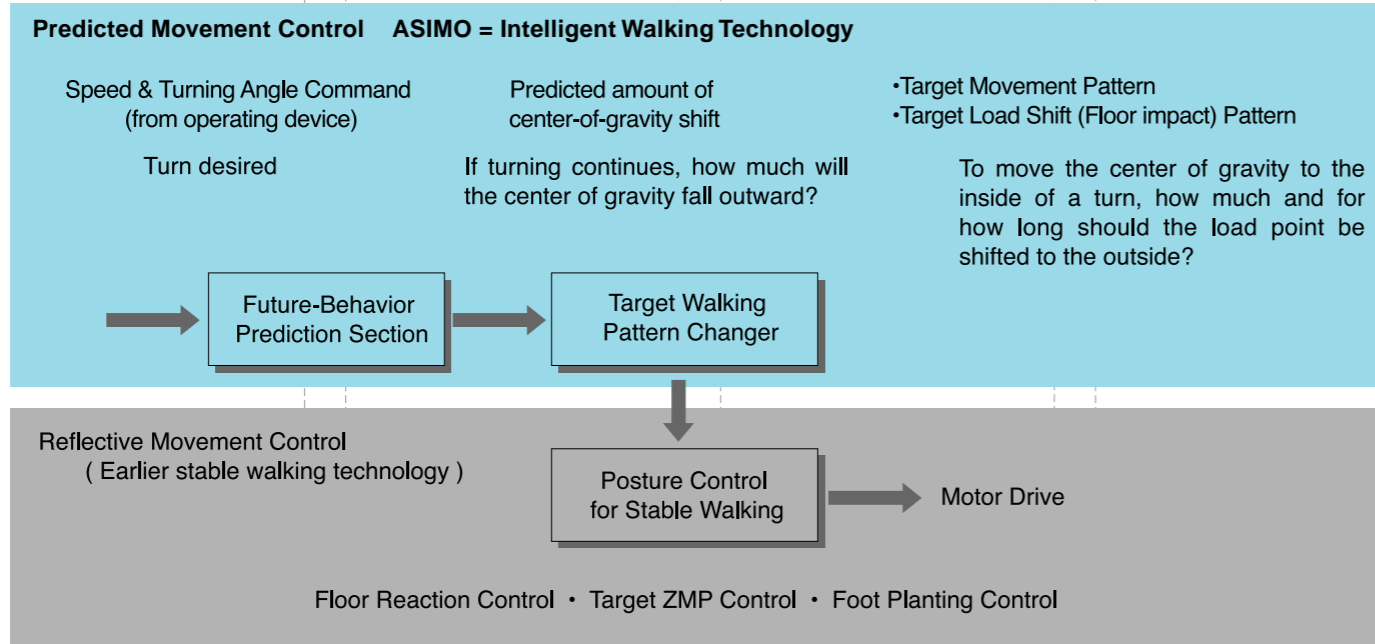 Predicted Movement Control ASIMO = Intelligent Walking Technology
Speed & Turning Angle Command
(from operating device)
Turn desired
Predicted amount of
center-of-gravity shift
If turning continues, how much will
the center of gravity fall outward?
•Target Movement Pattern
•Target Load Shift (Floor impact) Pattern
To move the center of gravity to the
inside of a turn, how much and for
how long should the load point be
shifted to the outside?
Future-Behavior
Prediction Section
Target Walking
Pattern Changer
Reflective Movement Control
( Earlier stable walking technology )
Posture Control
for Stable Walking
Motor Drive
Floor Reaction Control • Target ZMP Control • Foot Planting Control